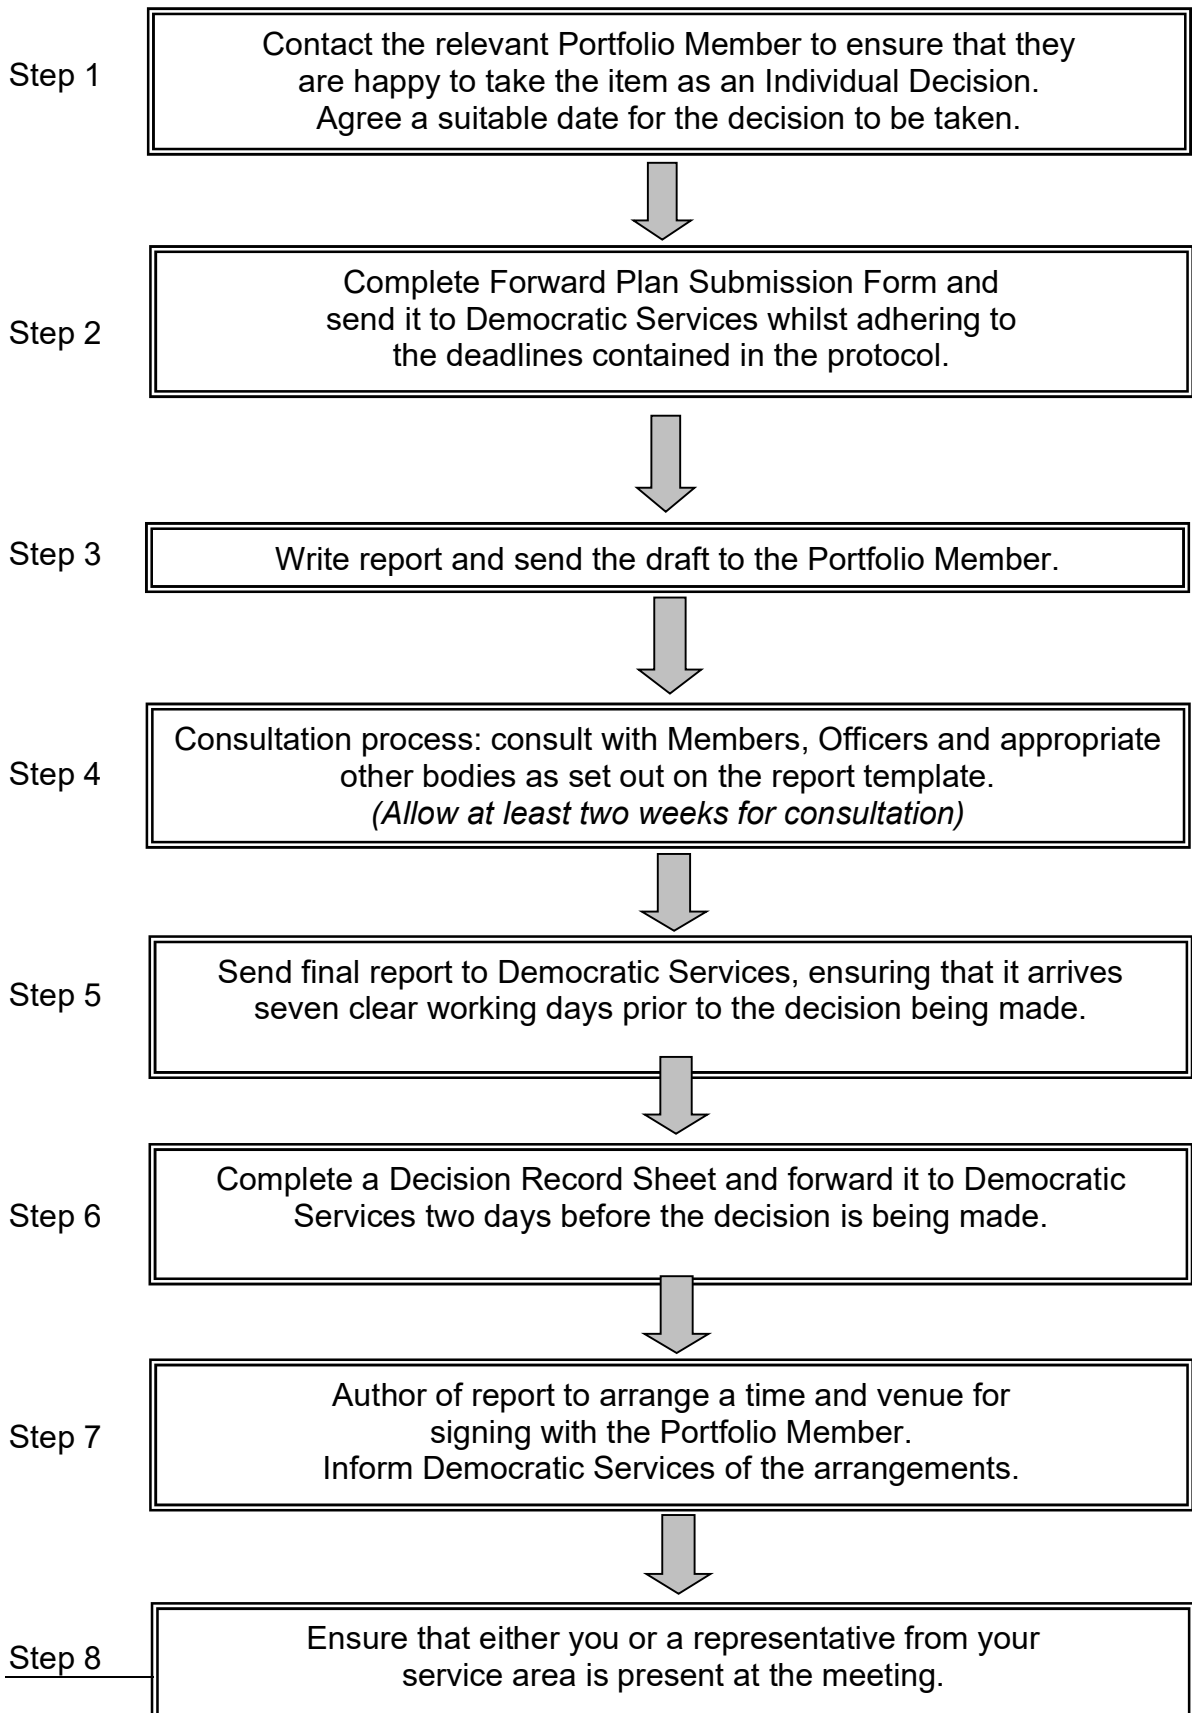 Step 1
Contact the relevant Portfolio Member to ensure that they
are happy to take the item as an Individual Decision.
Agree a suitable date for the decision to be taken.
Step 2
Complete Forward Plan Submission Form and
send it to Democratic Services whilst adhering to
the deadlines contained in the protocol.
Step 3
Write report and send the draft to the Portfolio Member.
Step 4
Consultation process: consult with Members, Officers and appropriate
other bodies as set out on the report template.
(Allow at least two weeks for consultation)
Step 5
Send final report to Democratic Services, ensuring that it arrives
seven clear working days prior to the decision being made.
Step 6
Complete a Decision Record Sheet and forward it to Democratic
Services two days before the decision is being made.
Step 7
Author of report to arrange a time and venue for
signing with the Portfolio Member.
Inform Democratic Services of the arrangements.
Step 8
Ensure that either you or a representative from your
service area is present at the meeting.